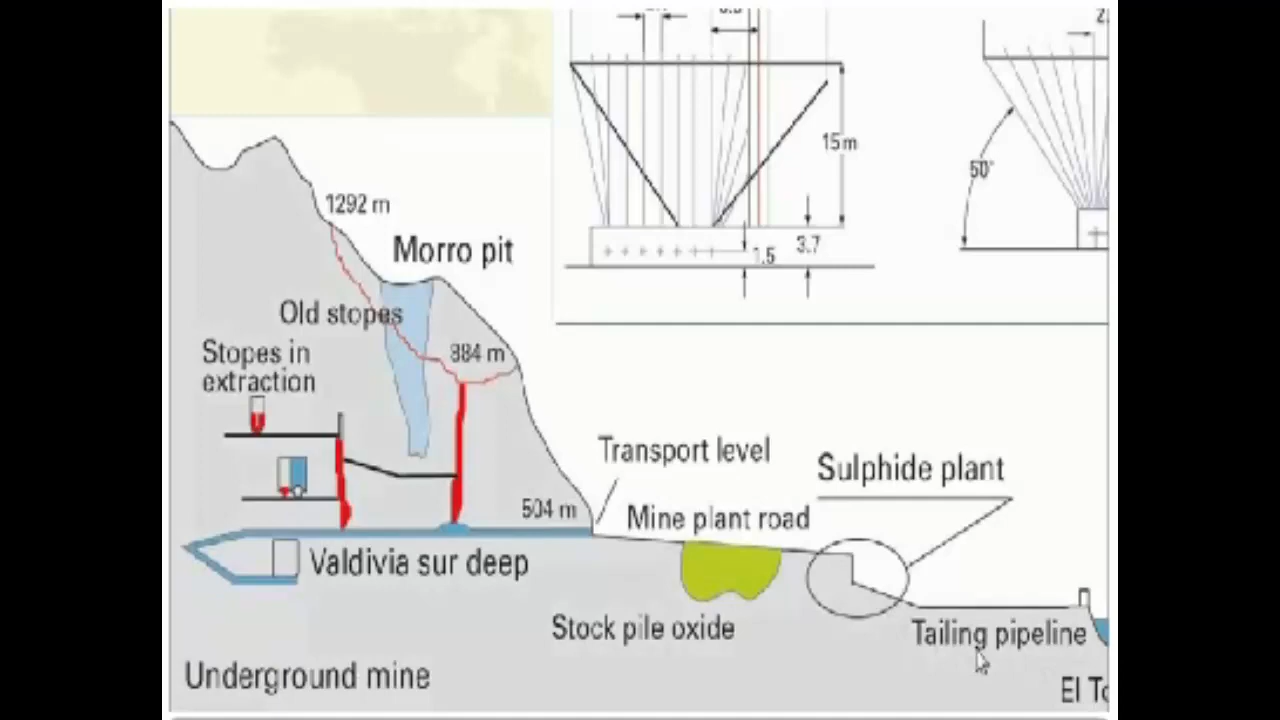 15m
50°
1.5
3.7
1292 m
Morro pit
Old stopes
884 m
Stopes in
extraction
Transport level
Sulphide plant
504 m
Mine plant road
Valdivia sur deep
Stock pile oxide
Tailing pipeline
Underground mine